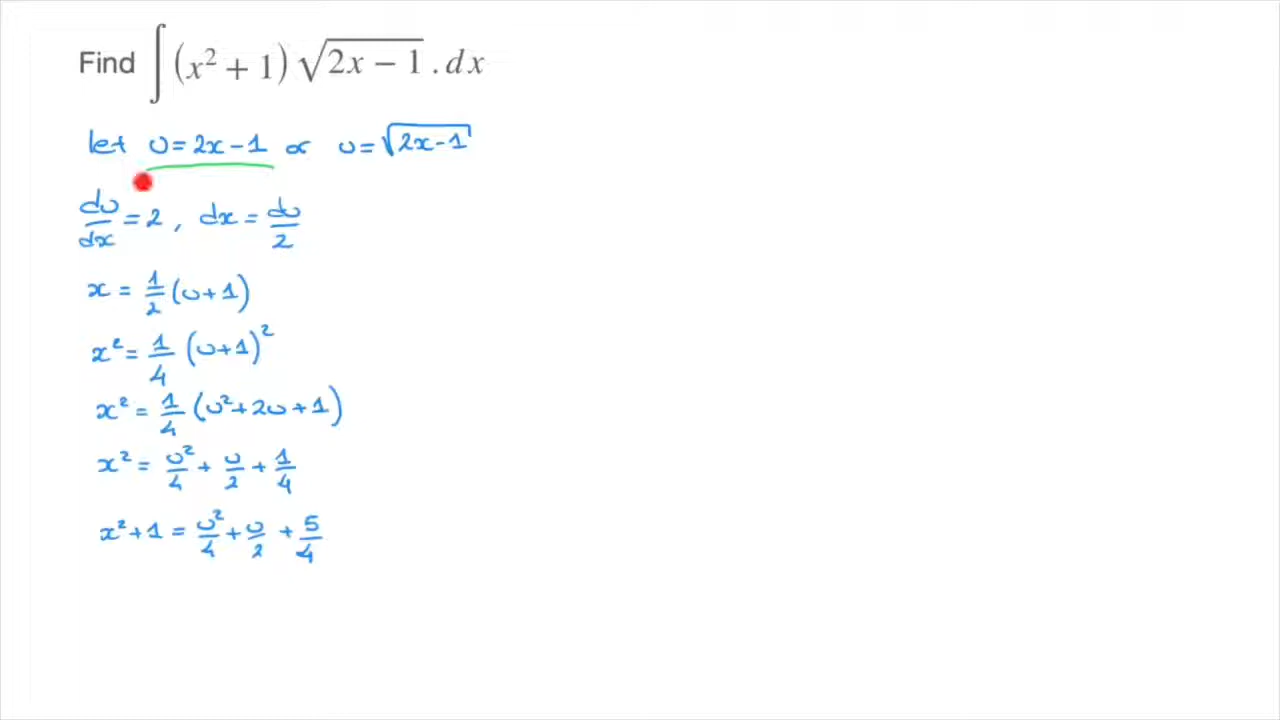 Find ∫(x² + 1)√(2x − 1) . dx
let u = 2x − 1 or u = √(2x − 1)
du/dx = 2 , dx = du/2
x = 1/2 (u + 1)
x² = 1/4 (u + 1)²
x² = 1/4 (u² + 2u + 1)
x² = u²/4 + u/2 + 1/4
x² + 1 = u²/4 + u/2 + 5/4